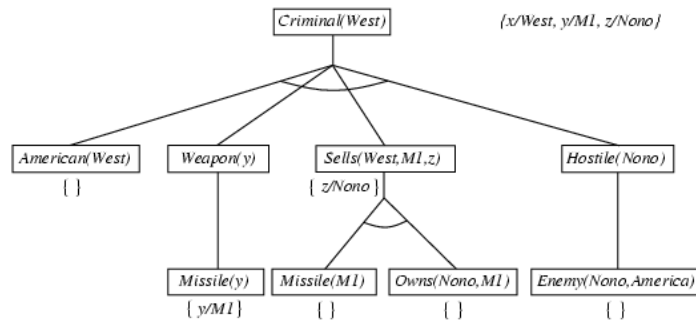 Criminal(West) {x/West, y/M1, z/Nono}
American(West) Weapon(y) Sells(West,M1,z) Hostile(Nono)
{ } { z/Nono }
Missile(y) Missile(M1) Owns(Nono,M1) Enemy(Nono,America)
{ y/M1} { } { } { }